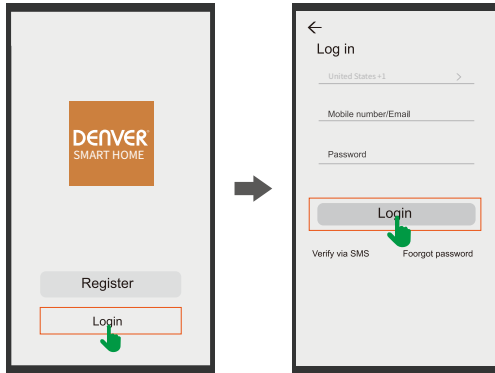 DENVER
SMART HOME
Register
Login
Log in
United States +1
Mobile number/Email
Password
Login
Verify via SMS Foorgot password